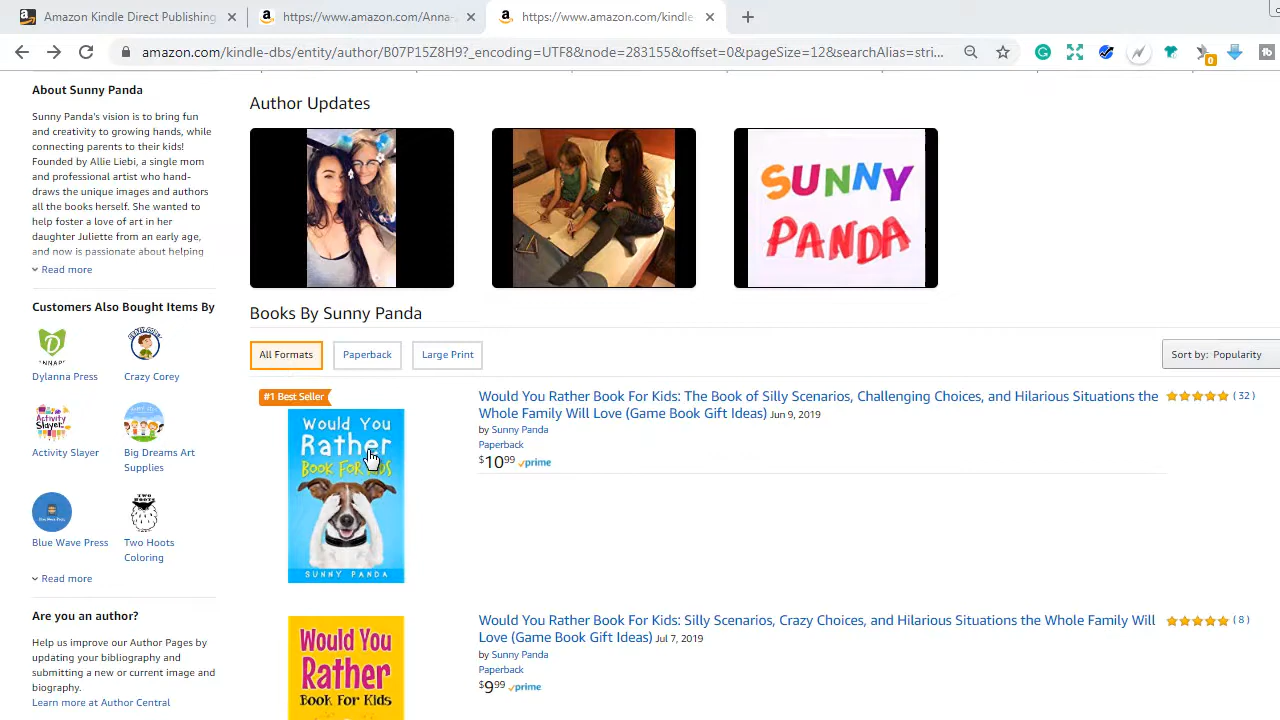 Amazon Kindle Direct Publishing
https://www.amazon.com/Anna-
https://www.amazon.com/kindle
amazon.com/kindle-dbs/entity/author/B07P15Z8H9?_encoding=UTF8&node=283155&offset=0&pageSize=12&searchAlias=stri...
0
tb
About Sunny Panda
Sunny Panda's vision is to bring fun
and creativity to growing hands, while
connecting parents to their kids!
Founded by Allie Liebi, a single mom
and professional artist who hand-
draws the unique images and authors
all the books herself. She wanted to
help foster a love of art in her
daughter Juliette from an early age,
and now is passionate about helping
Read more
Customers Also Bought Items By
Dylanna Press
Crazy Corey
Activity Slayer
Big Dreams Art
Supplies
Blue Wave Press
Two Hoots
Coloring
Read more
Are you an author?
Help us improve our Author Pages by
updating your bibliography and
submitting a new or current image and
biography.
Learn more at Author Central
Author Updates
SUNNY
PANDA
Books By Sunny Panda
All Formats
Paperback
Large Print
Sort by: Popularity
#1 Best Seller
Would You
Rather
Book For Kids
SUNNY PANDA
Would You Rather Book For Kids: The Book of Silly Scenarios, Challenging Choices, and Hilarious Situations the
Whole Family Will Love (Game Book Gift Ideas) Jun 9, 2019
by Sunny Panda
Paperback
$10.99 prime
(32)
Would You
Rather
Book For Kids
Would You Rather Book For Kids: Silly Scenarios, Crazy Choices, and Hilarious Situations the Whole Family Will
Love (Game Book Gift Ideas) Jul 7, 2019
by Sunny Panda
Paperback
$9.99 prime
(8)